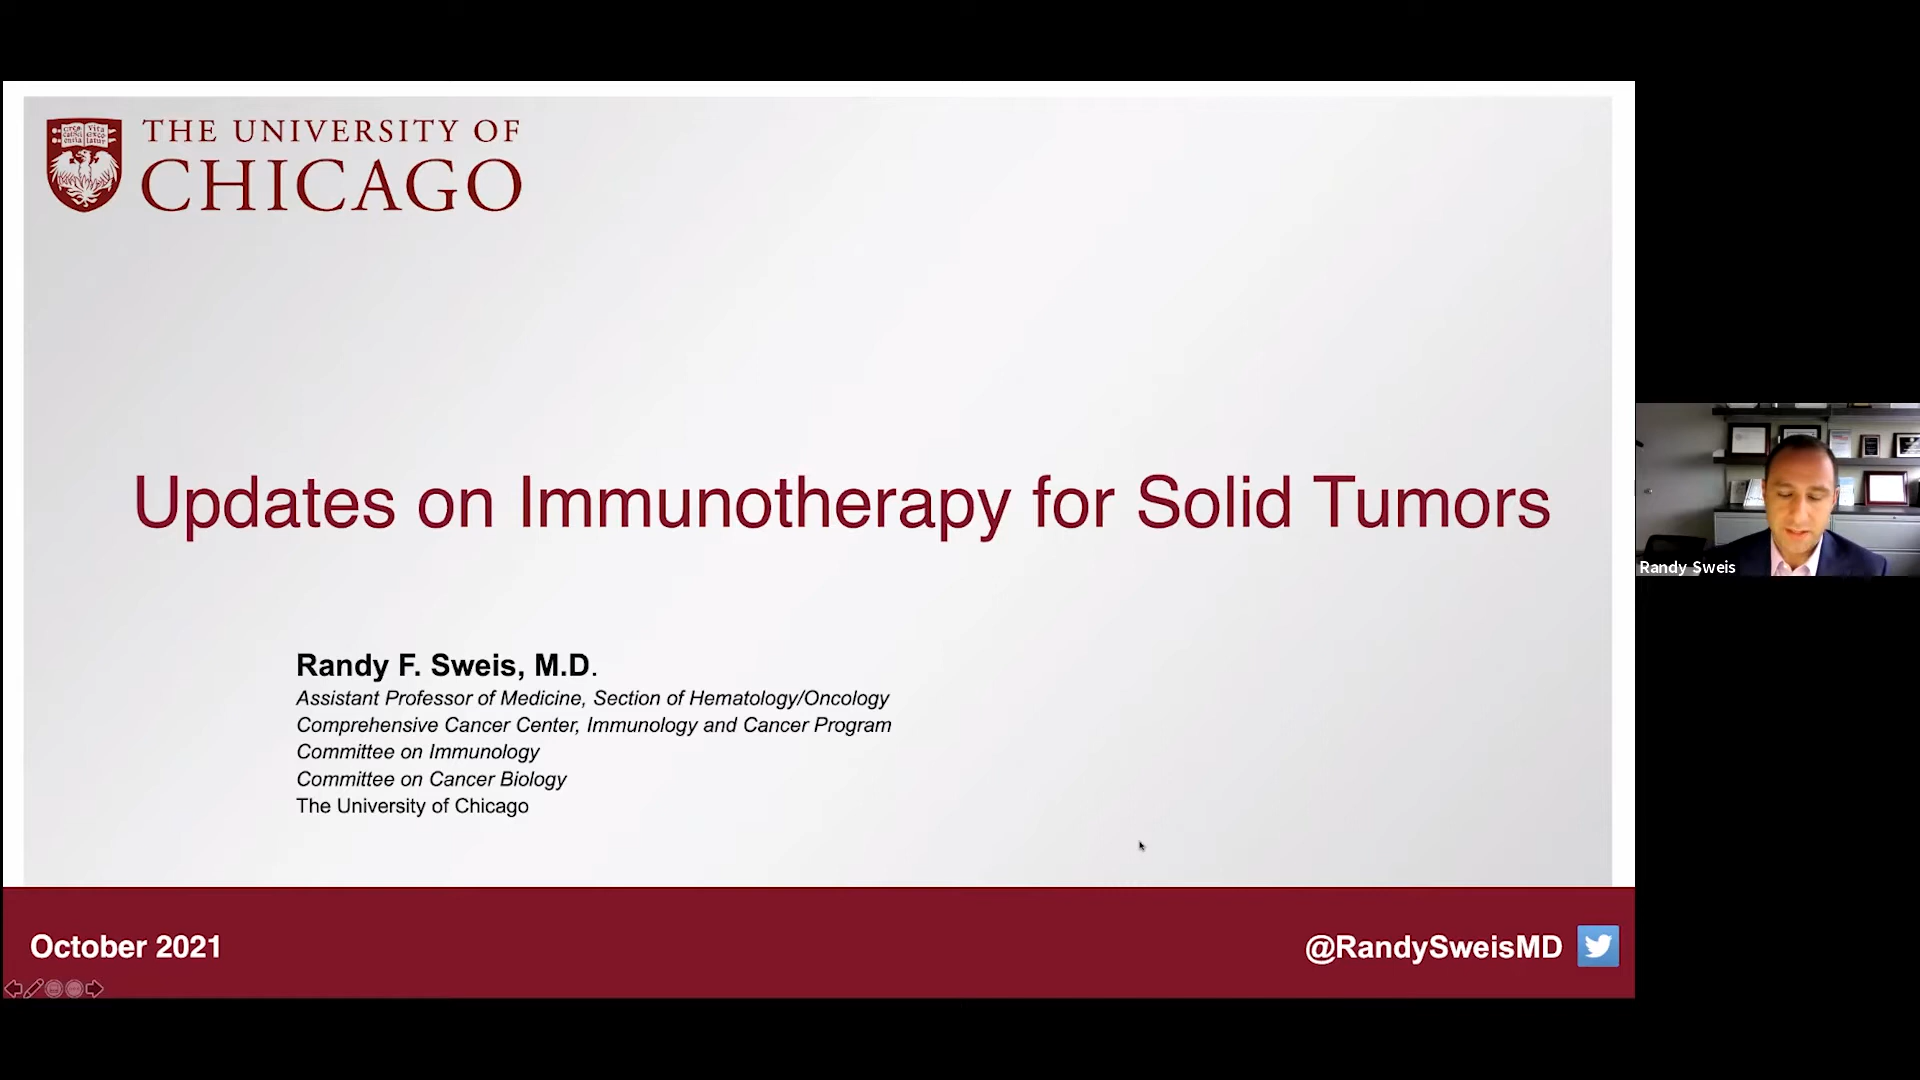 THE UNIVERSITY OF
CHICAGO
Updates on Immunotherapy for Solid Tumors
Randy F. Sweis, M.D.
Assistant Professor of Medicine, Section of Hematology/Oncology
Comprehensive Cancer Center, Immunology and Cancer Program
Committee on Immunology
Committee on Cancer Biology
The University of Chicago
October 2021
@RandySweisMD
Randy Sweis